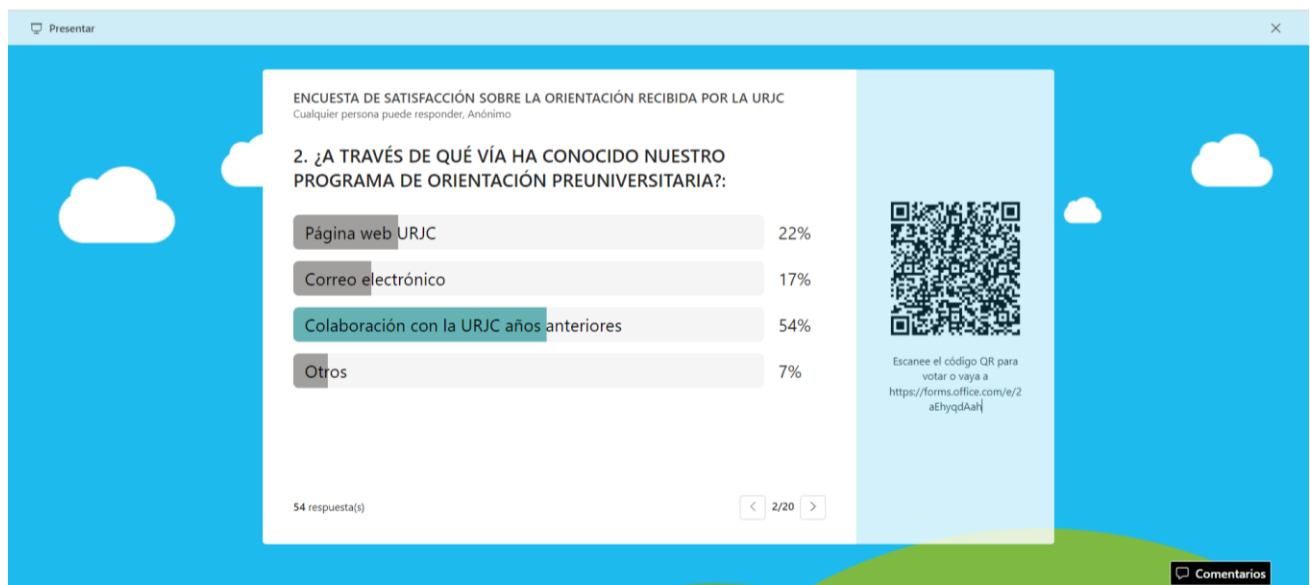 Presentar
ENCUESTA DE SATISFACCIÓN SOBRE LA ORIENTACIÓN RECIBIDA POR LA URJC
Cualquier persona puede responder, Anónimo
2. ¿A TRAVÉS DE QUÉ VÍA HA CONOCIDO NUESTRO
PROGRAMA DE ORIENTACIÓN PREUNIVERSITARIA?:
Página web URJC 22%
Correo electrónico 17%
Colaboración con la URJC años anteriores 54%
Otros 7%
54 respuesta(s)
2/20
Escanee el código QR para
votar o vaya a
https://forms.office.com/e/2
aEhyqdAah
Comentarios